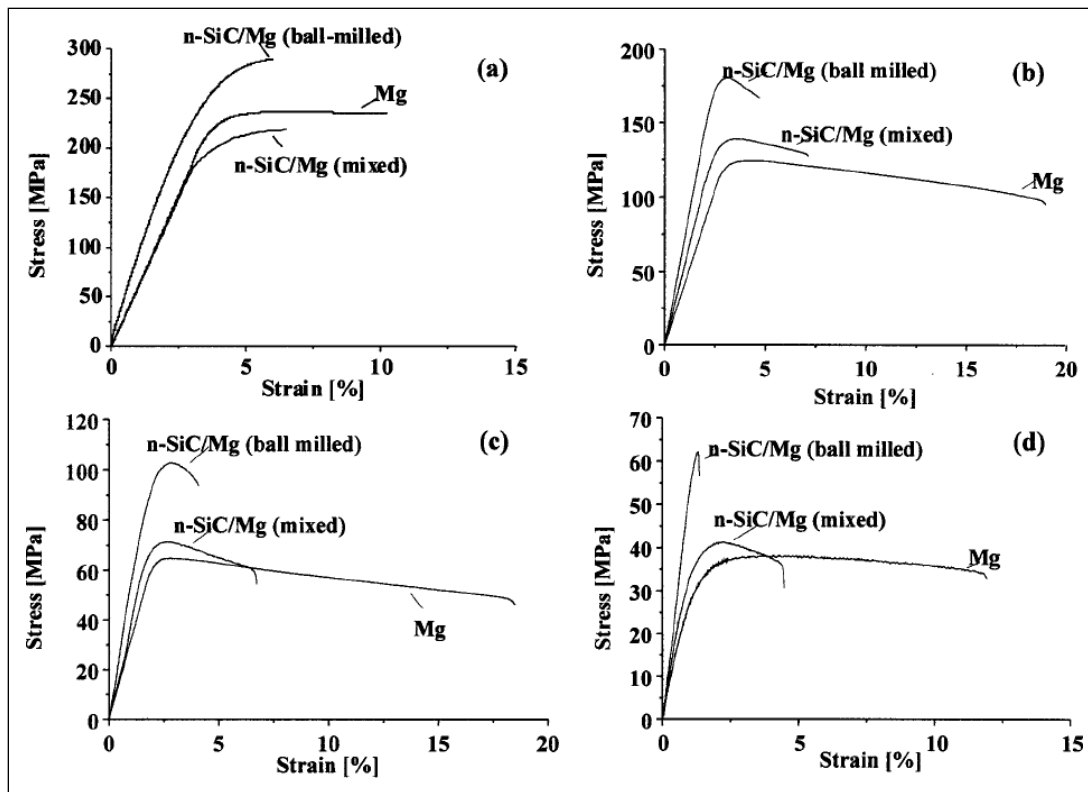 n-SiC/Mg (ball-milled)
(a)
Mg
n-SiC/Mg (mixed)
300
250
200
150
100
50
0
Stress [MPa]
0 5 10 15
Strain [%]
(b)
n-SiC/Mg (ball milled)
n-SiC/Mg (mixed)
Mg
200
150
100
50
0
Stress [MPa]
0 5 10 15 20
Strain [%]
(c)
n-SiC/Mg (ball milled)
n-SiC/Mg (mixed)
Mg
120
100
80
60
40
20
0
Stress [MPa]
0 5 10 15 20
Strain [%]
(d)
n-SiC/Mg (ball milled)
n-SiC/Mg (mixed)
Mg
70
60
50
40
30
20
10
0
Stress [MPa]
0 5 10 15
Strain [%]